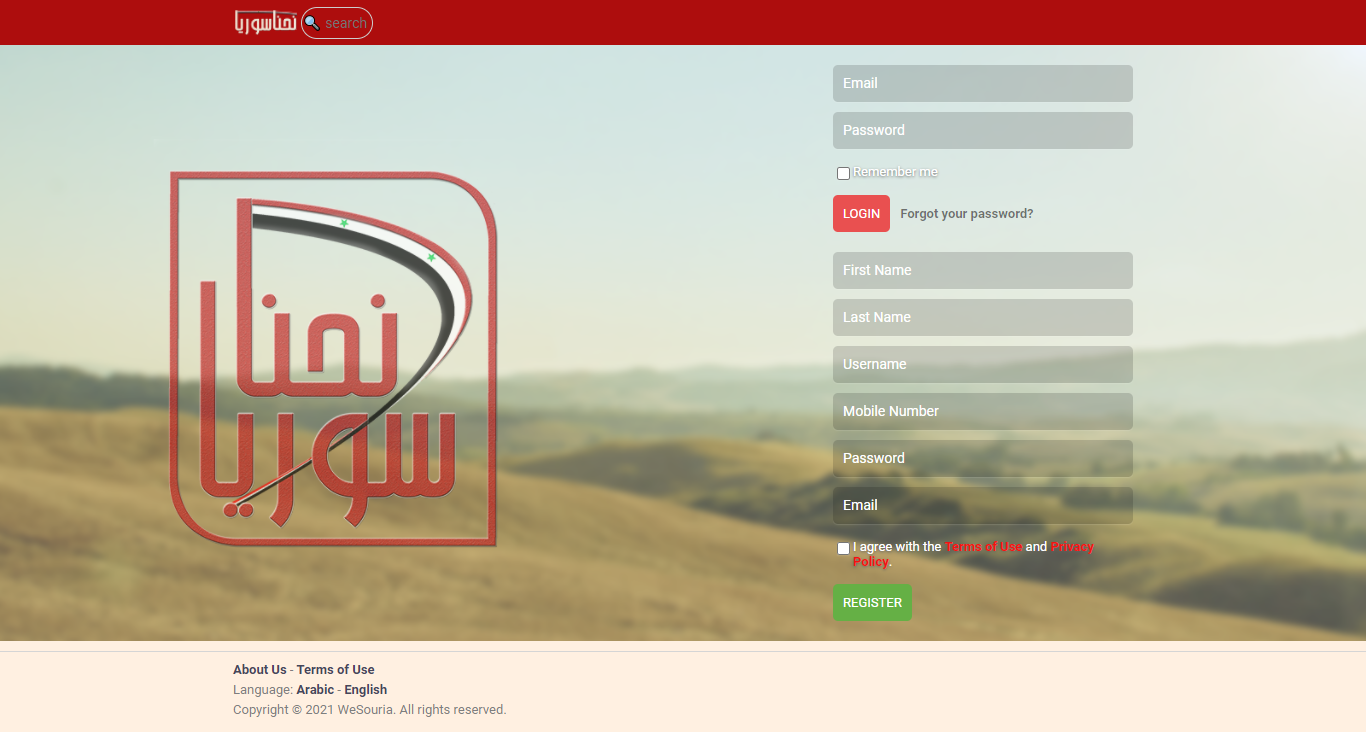 نحناسوريا
search
Email
Password
Remember me
LOGIN Forgot your password?
نحنا
سوريا
First Name
Last Name
Username
Mobile Number
Password
Email
I agree with the Terms of Use and Privacy
Policy.
REGISTER
About Us - Terms of Use
Language: Arabic - English
Copyright © 2021 WeSouria. All rights reserved.